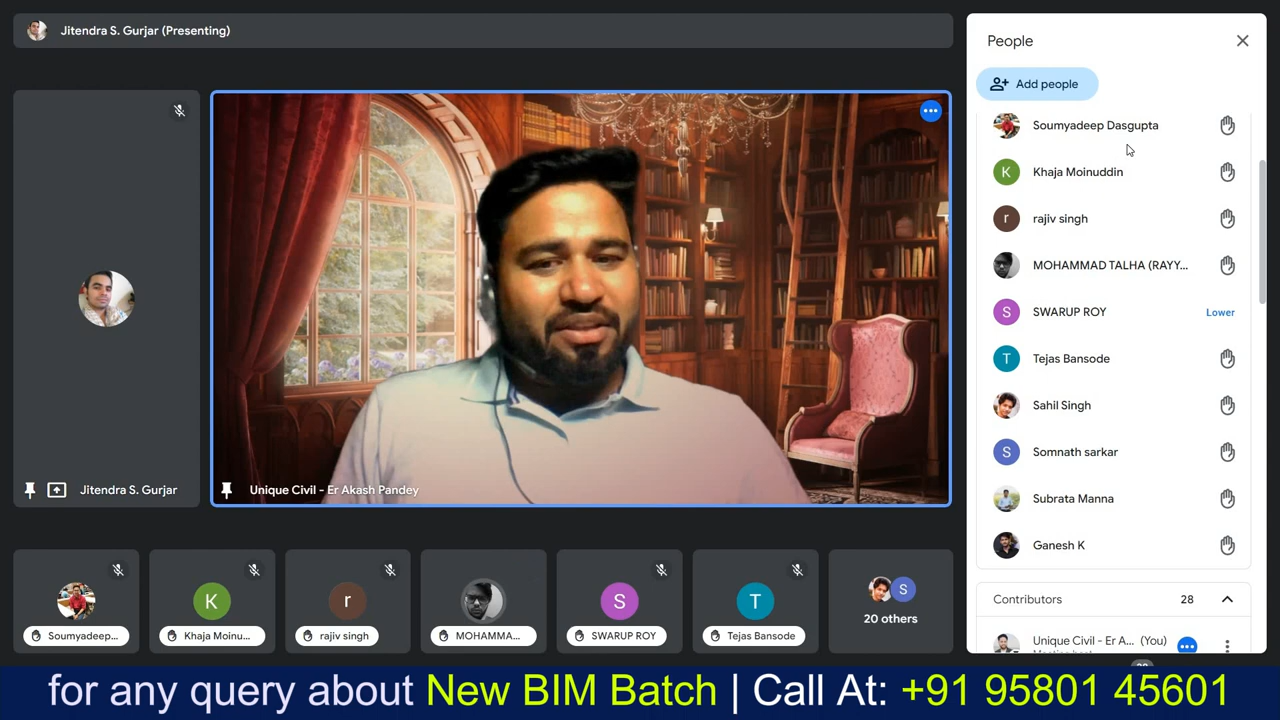 Jitendra S. Gurjar (Presenting)
Jitendra S. Gurjar
Unique Civil - Er Akash Pandey
Soumyadeep...
K
Khaja Moinu...
r
rajiv singh
MOHAMMA...
S
SWARUP ROY
T
Tejas Bansode
S
20 others
People
Add people
Soumyadeep Dasgupta
K
Khaja Moinuddin
r
rajiv singh
MOHAMMAD TALHA (RAYY...
S
SWARUP ROY
Lower
T
Tejas Bansode
Sahil Singh
S
Somnath sarkar
Subrata Manna
Ganesh K
Contributors 28
Unique Civil - Er A... (You)
for any query about New BIM Batch | Call At: +91 95801 45601